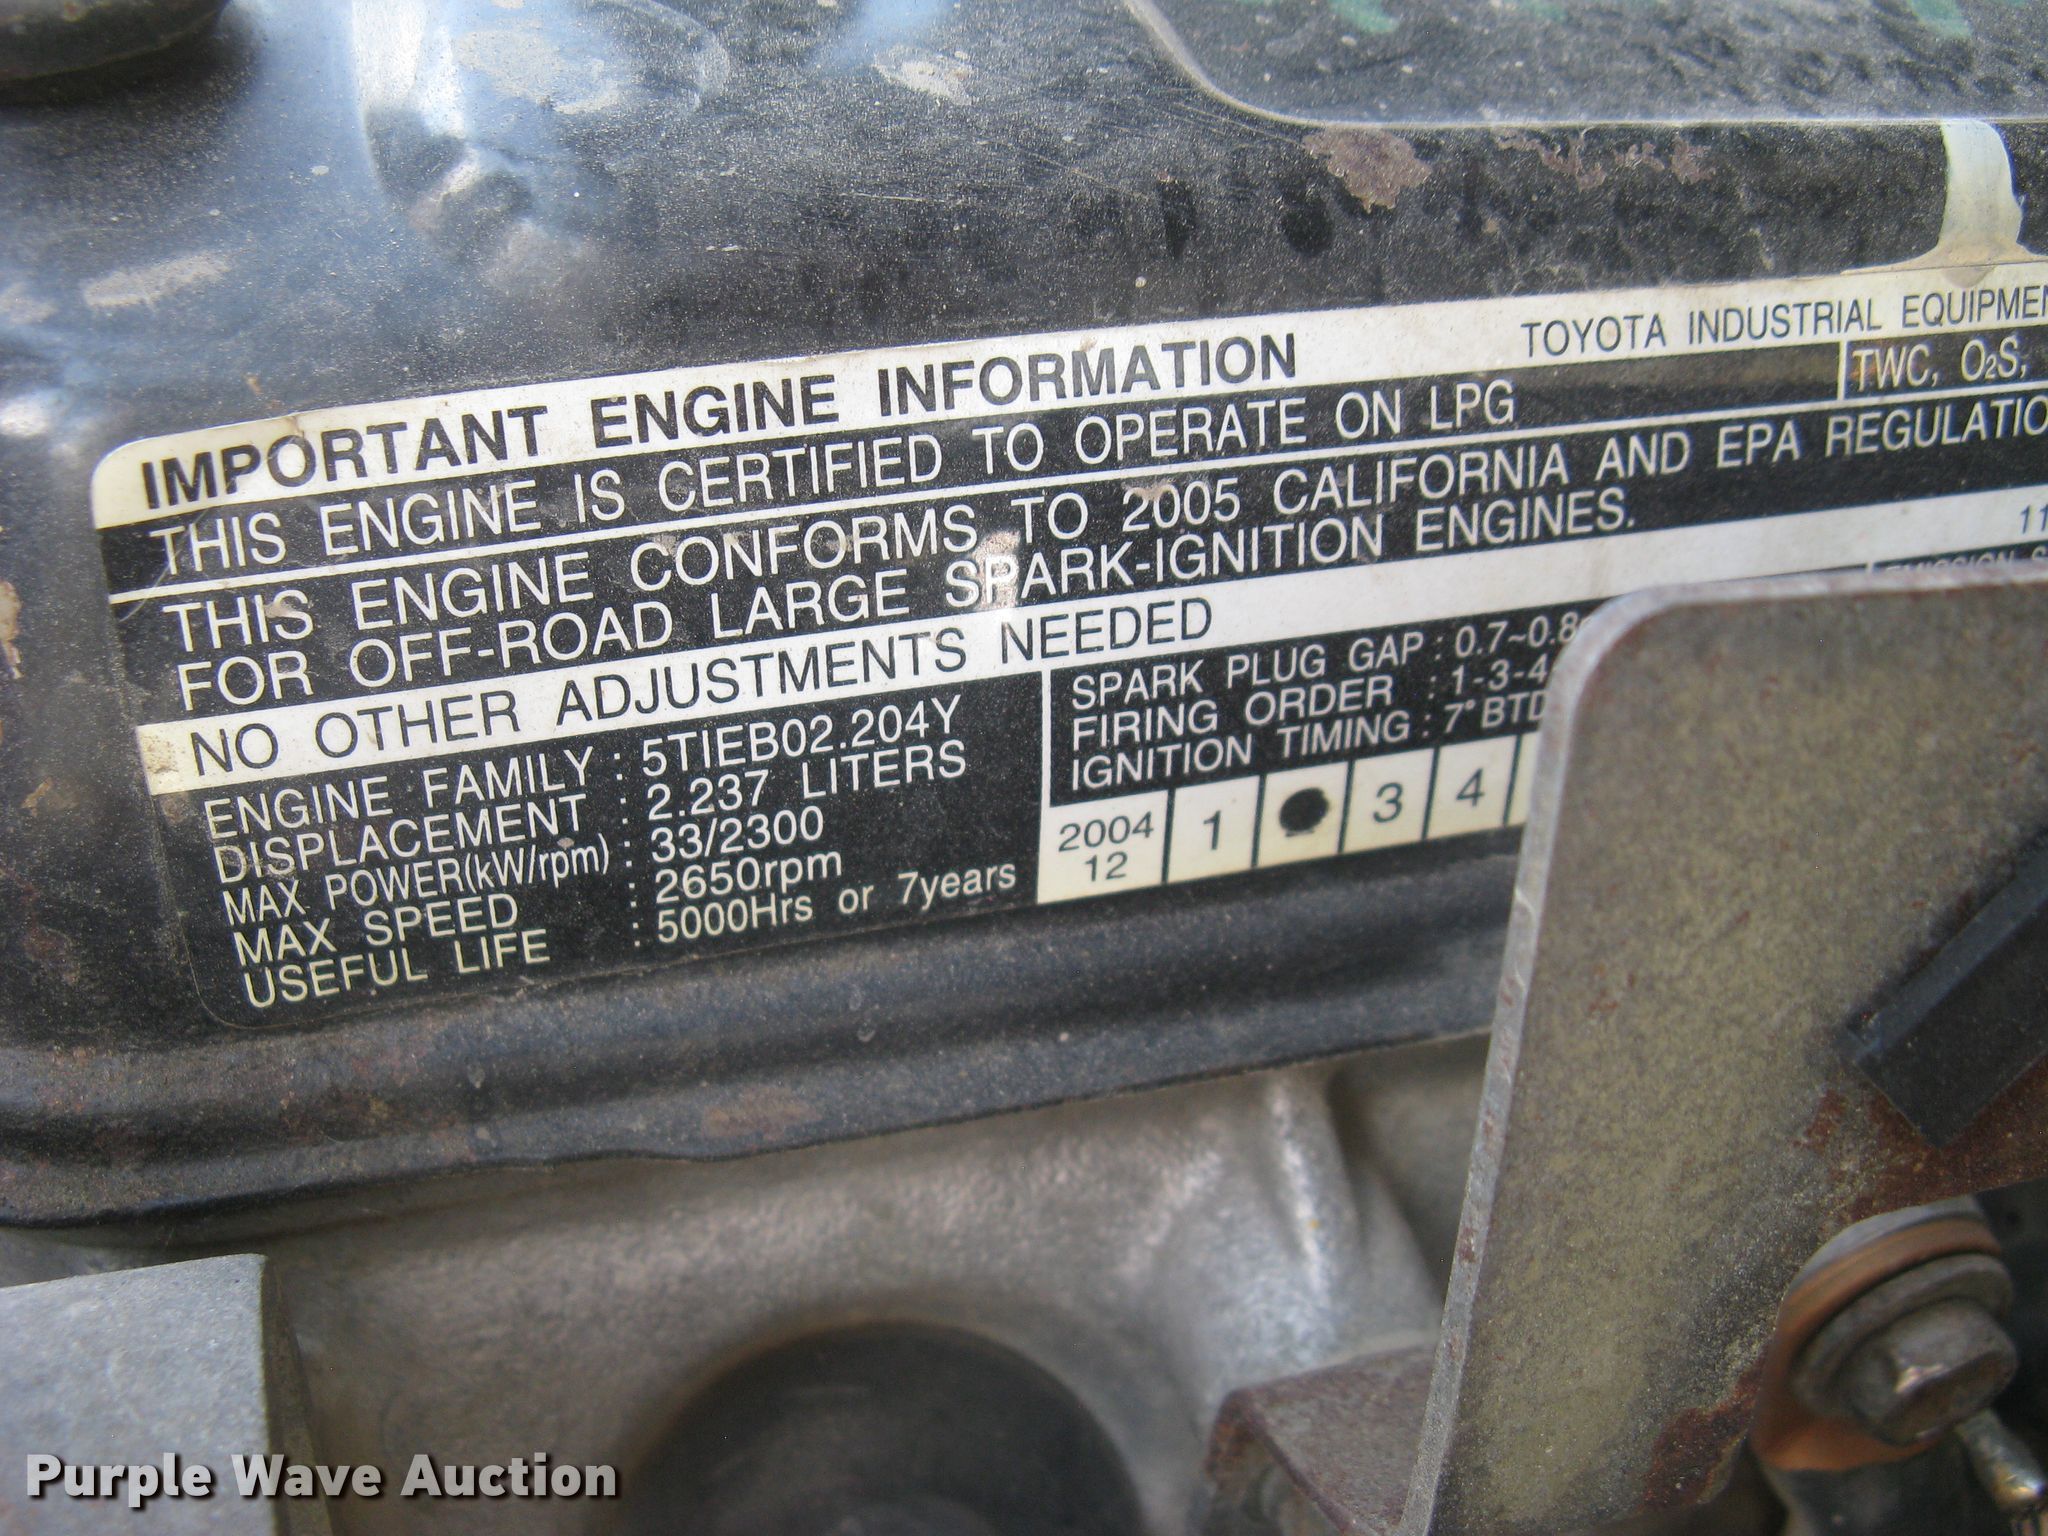 IMPORTANT ENGINE INFORMATION TOYOTA INDUSTRIAL
THIS ENGINE IS CERTIFIED TO OPERATE ON LPG TWC, O2S,
THIS ENGINE CONFORMS TO 2005 CALIFORNIA AND EPA
FOR OFF-ROAD LARGE SPARK-IGNITION ENGINES.
NO OTHER ADJUSTMENTS NEEDED
ENGINE FAMILY : 5TIEB02.204Y
DISPLACEMENT : 2.237 LITERS
MAX POWER(kW/rpm) : 33/2300
MAX SPEED : 2650rpm
USEFUL LIFE : 5000Hrs or 7years
SPARK PLUG GAP : 0.7~0.8
FIRING ORDER : 1-3-4
IGNITION TIMING : 7°BTD
2004 1 3 4
12
Purple Wave Auction